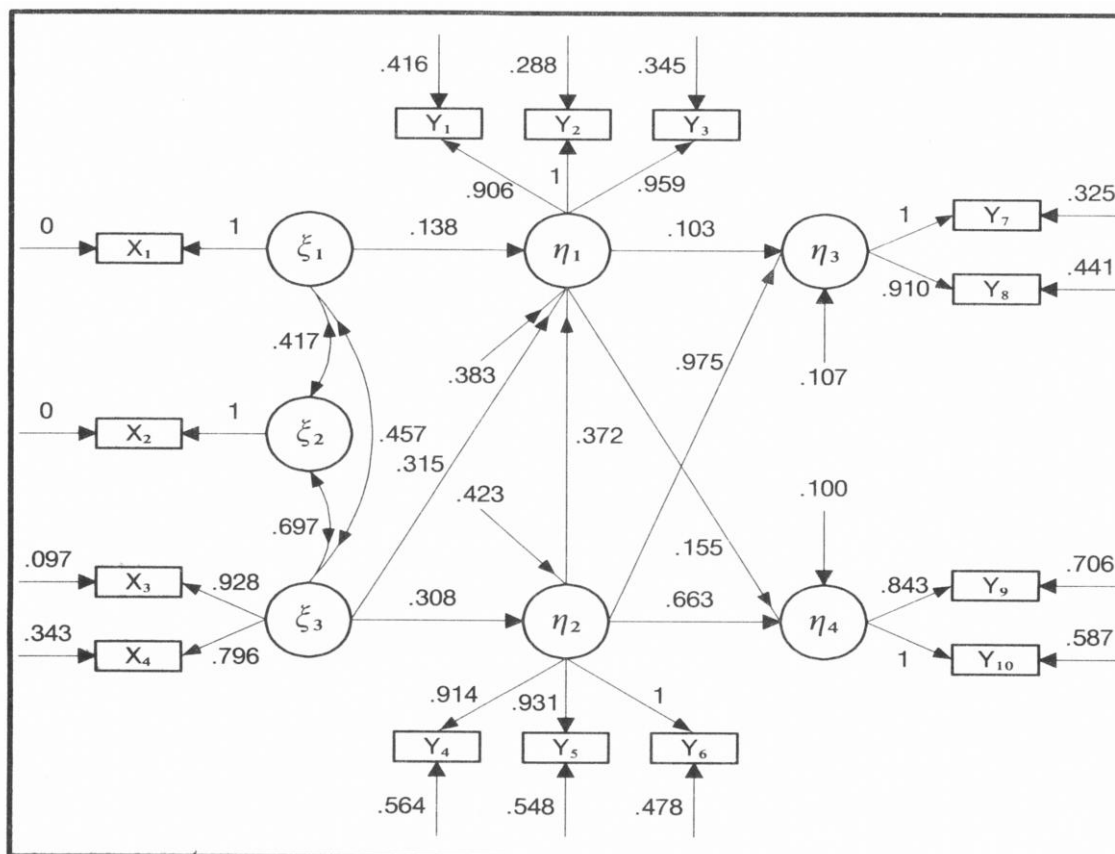 .416 .288 .345
Y₁ Y₂ Y₃
.906 1 .959
0 1 .138 .103 1 .325
X₁ ξ₁ η₁ η₃ Y₇
.910 Y₈ .441
.417 .383 .975 .107
0 1
X₂ ξ₂ .457 .372
.315
.697 .423 .100
.155
.097 X₃ .928 .843 Y₉ .706
ξ₃ .308 η₂ .663 η₄
.343 X₄ .796 1 Y₁₀ .587
.914 .931 1
Y₄ Y₅ Y₆
.564 .548 .478